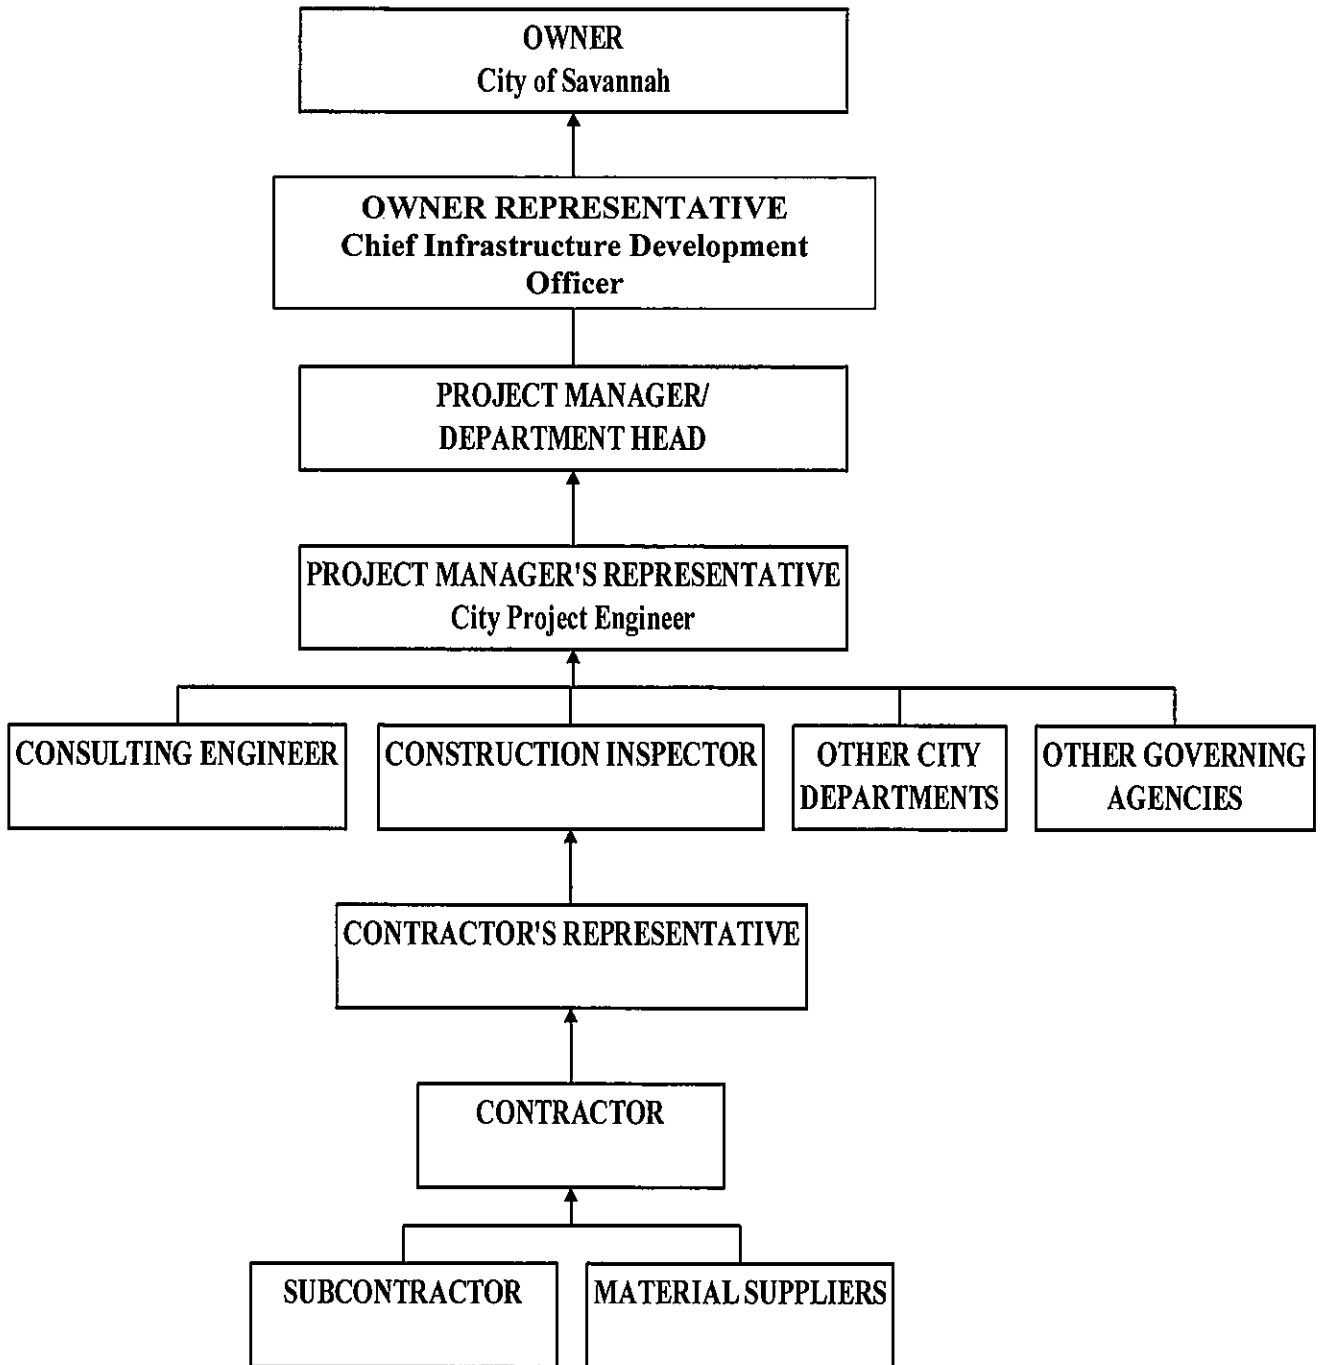 OWNER
City of Savannah
OWNER REPRESENTATIVE
Chief Infrastructure Development
Officer
PROJECT MANAGER/
DEPARTMENT HEAD
PROJECT MANAGER'S REPRESENTATIVE
City Project Engineer
CONSULTING ENGINEER
CONSTRUCTION INSPECTOR
OTHER CITY
DEPARTMENTS
OTHER GOVERNING
AGENCIES
CONTRACTOR'S REPRESENTATIVE
CONTRACTOR
SUBCONTRACTOR
MATERIAL SUPPLIERS